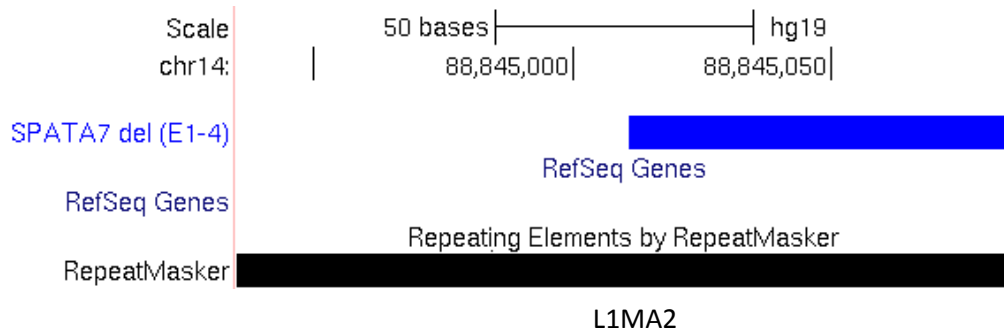 Scale 50 bases hg19
chr14: 88,845,000 88,845,050
SPATA7 del (E1-4)
RefSeq Genes
RefSeq Genes
Repeating Elements by RepeatMasker
RepeatMasker
L1MA2